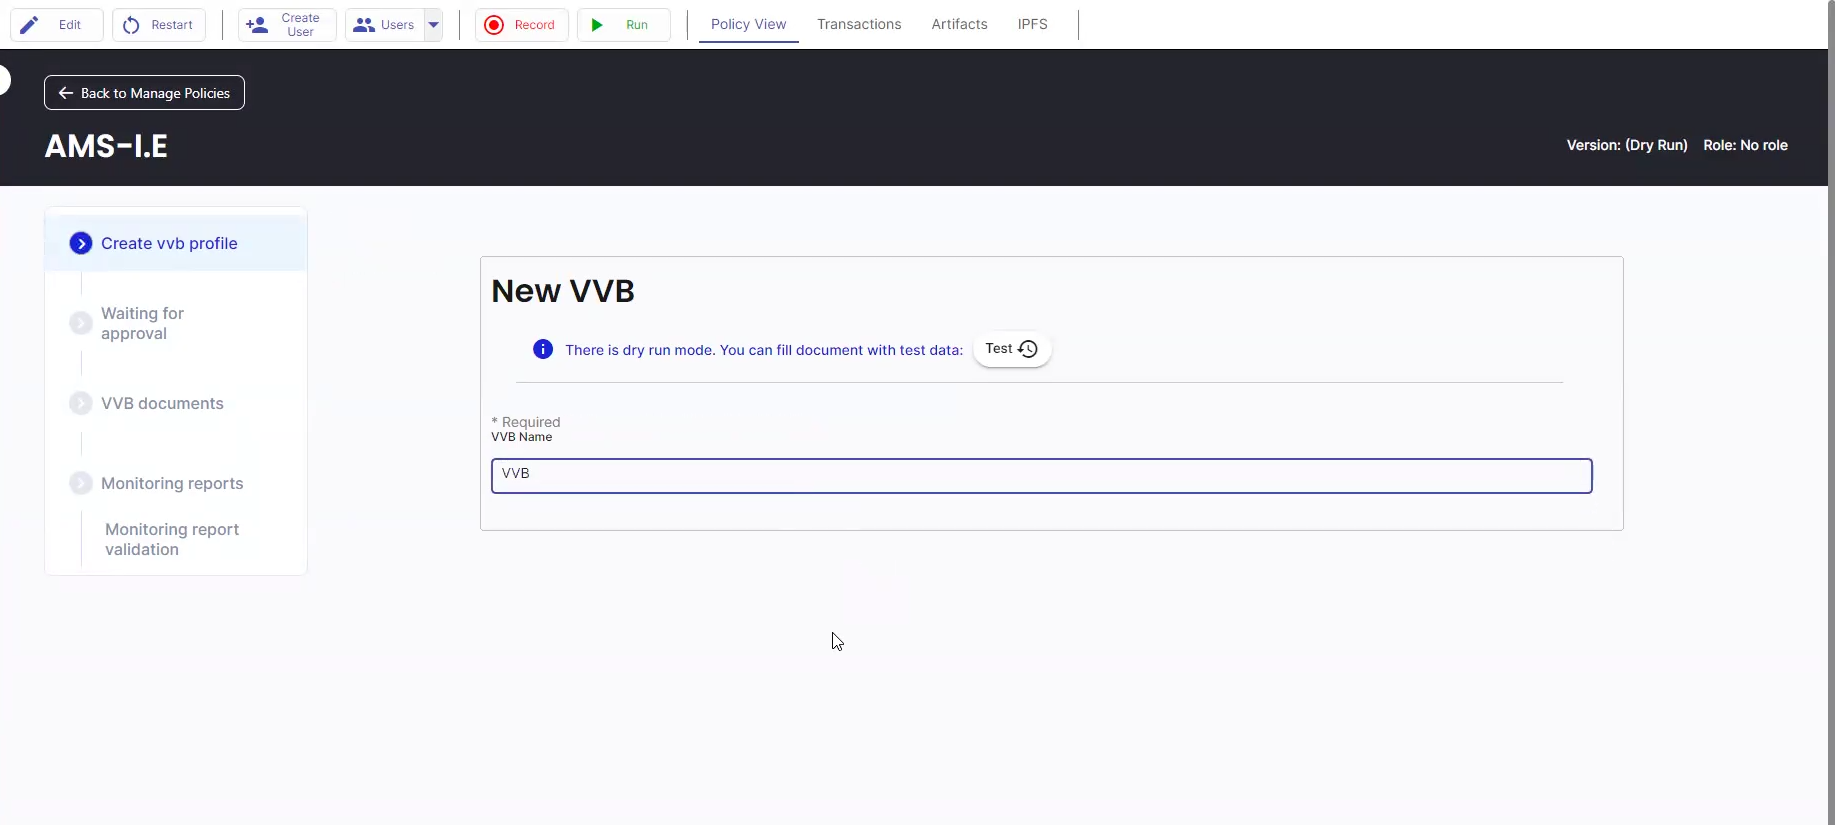 Edit
Restart
Create
User
Users
Record
Run
Policy View
Transactions
Artifacts
IPFS
Back to Manage Policies
AMS-I.E
Version: (Dry Run)
Role: No role
Create vvb profile
Waiting for
approval
VVB documents
Monitoring reports
Monitoring report
validation
New VVB
There is dry run mode. You can fill document with test data:
Test
* Required
VVB Name
VVB